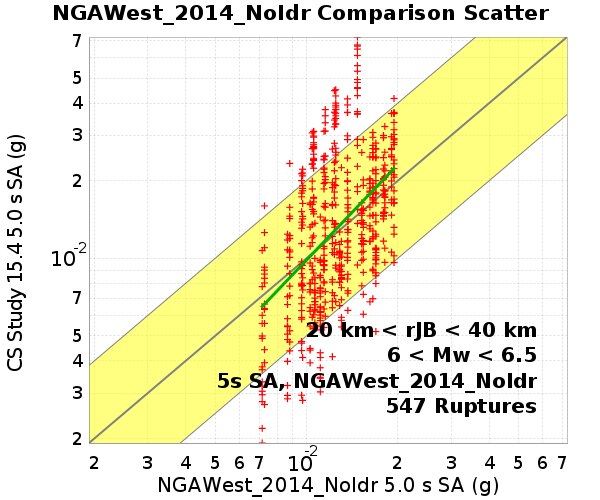 NGAWest_2014_NoIdr Comparison Scatter
CS Study 15.4 5.0 s SA (g)
7
5
4
3
2
10⁻²
7
5
4
3
2
20 km < rJB < 40 km
6 < Mw < 6.5
5s SA, NGAWest_2014_NoIdr
547 Ruptures
2 3 4 5 6 7 10⁻² 2 3 4 5 6 7
NGAWest_2014_NoIdr 5.0 s SA (g)